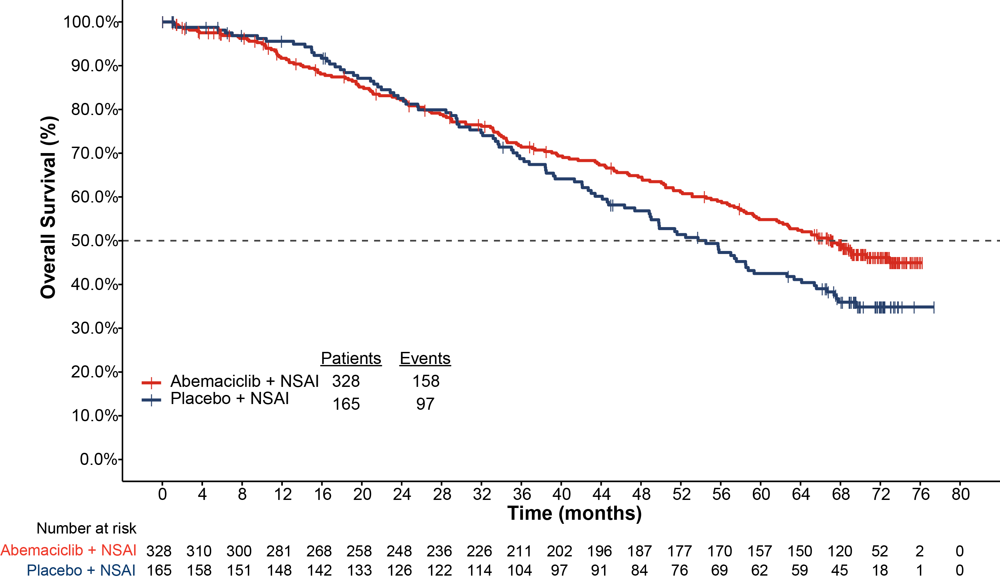 Overall Survival (%)
100.0%
90.0%
80.0%
70.0%
60.0%
50.0%
40.0%
30.0%
20.0%
10.0%
0.0%
Patients Events
Abemaciclib + NSAI 328 158
Placebo + NSAI 165 97
0 4 8 12 16 20 24 28 32 36 40 44 48 52 56 60 64 68 72 76 80
Time (months)
Number at risk
Abemaciclib + NSAI 328 310 300 281 268 258 248 236 226 211 202 196 187 177 170 157 150 120 52 2 0
Placebo + NSAI 165 158 151 148 142 133 126 122 114 104 97 91 84 76 69 62 59 45 18 1 0